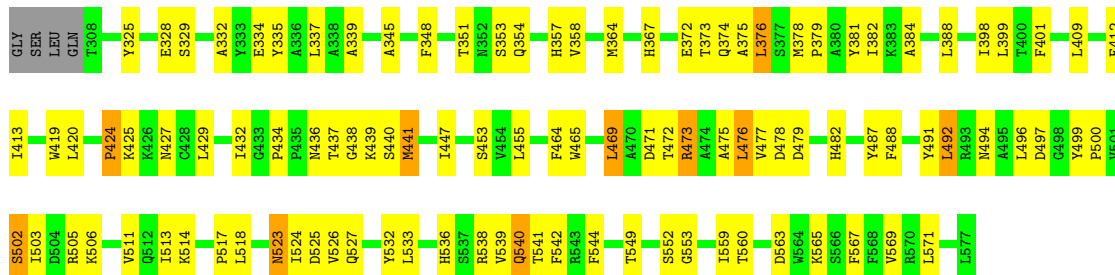 GLY SER LEU GLN T308 Y325 E328 S329 A332 Y333 E334 Y335 A336 L337 A338 A339 A345 F348 T351 N352 S353 Q354 H357 V358 M364 H367 E372 T373 Q374 A375 L376 S377 M378 P379 A380 Y381 I382 K383 A384 L388 I398 L399 T400 F401 L409
I413 W419 L420 P424 K425 K426 N427 C428 L429 I432 G433 P434 P435 N436 T437 G438 K439 S440 M441 I447 S453 V454 L455 F464 W465 L469 A470 D471 T472 R473 A474 A475 L476 V477 D478 D479 H482 Y487 F488 Y491 L492 R493 N494 A495 L496 D497 G498 Y499 P500 V501
S502 I503 D504 R505 K506 V511 Q512 I513 K514 P517 L518 N523 I524 D525 V526 Q527 Y532 L533 H536 S537 R538 V539 Q540 T541 F542 R543 F544 T549 S552 G553 I559 T560 D563 W564 K565 S566 F567 F568 V569 R570 L571 L577